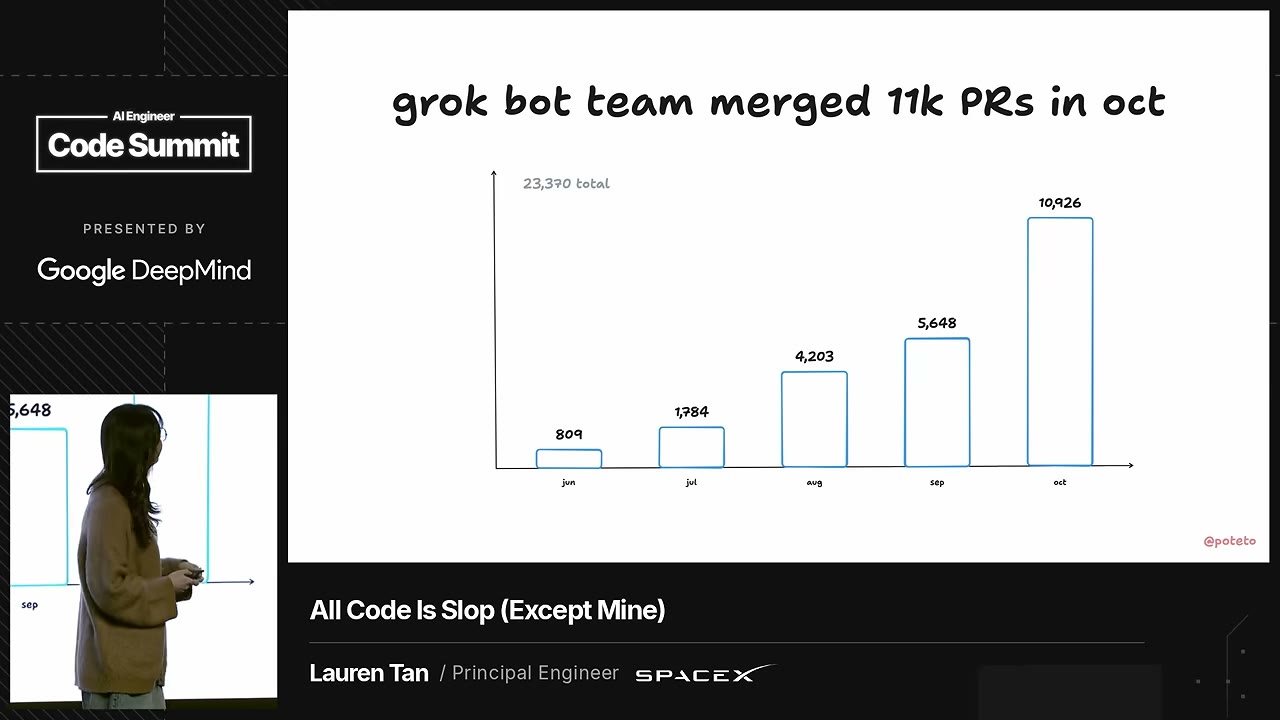 AI Engineer
Code Summit
PRESENTED BY
Google DeepMind
grok bot team merged 11k PRs in oct
23,370 total
809
1,784
4,203
5,648
10,926
jun
jul
aug
sep
oct
@poteto
5,648
sep
All Code Is Slop (Except Mine)
Lauren Tan / Principal Engineer SPACEX